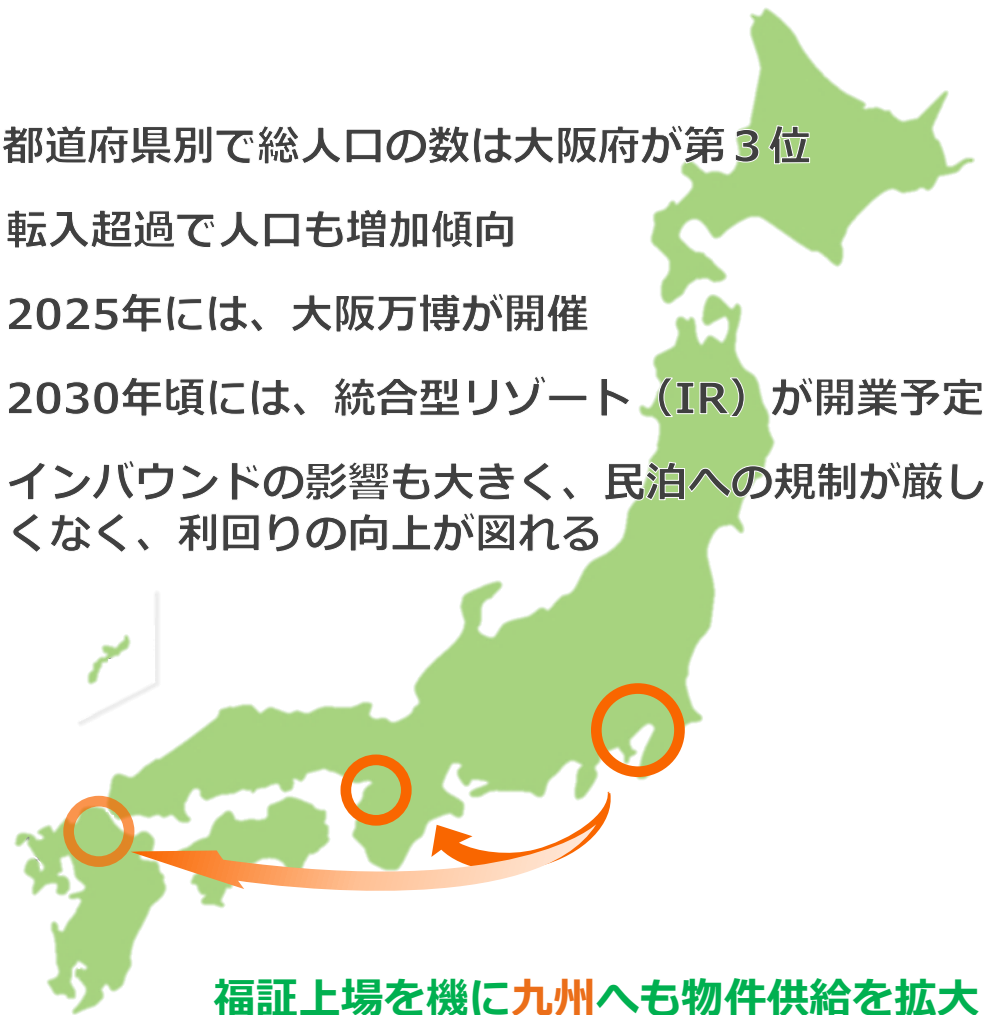 都道府県別で総人口の数は大阪府が第３位
転入超過で人口も増加傾向
2025年には、大阪万博が開催
2030年頃には、統合型リゾート（IR）が開業予定
インバウンドの影響も大きく、民泊への規制が厳し
くなく、利回りの向上が図れる
福証上場を機に九州へも物件供給を拡大